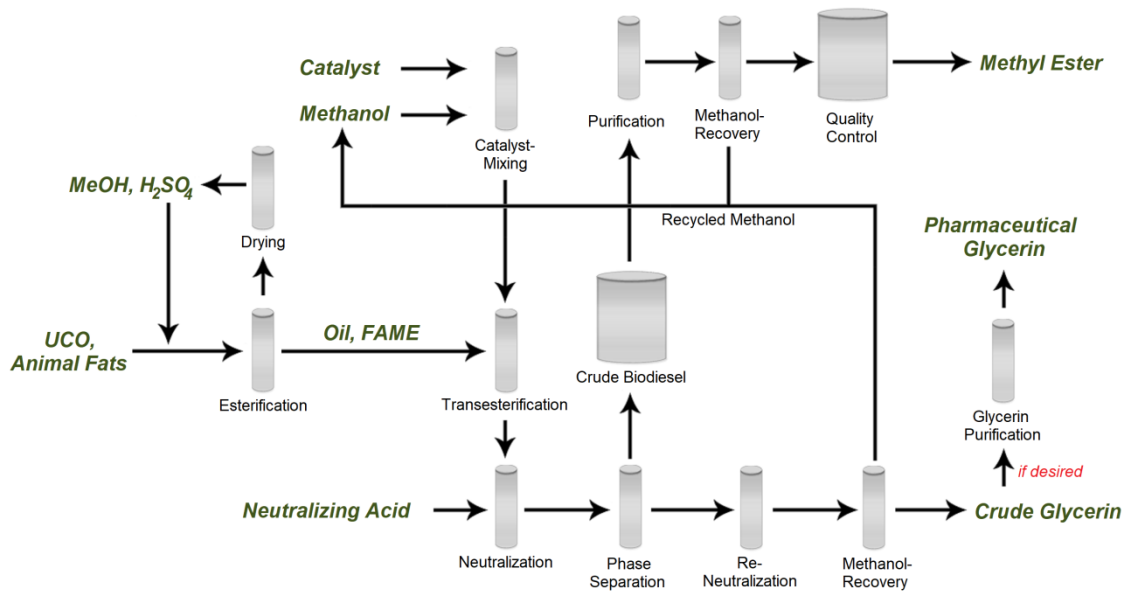 Catalyst
Methanol
Catalyst-
Mixing
Purification
Methanol-
Recovery
Quality
Control
Methyl Ester
MeOH, H₂SO₄
Drying
Recycled Methanol
Pharmaceutical
Glycerin
UCO,
Animal Fats
Esterification
Oil, FAME
Transesterification
Crude Biodiesel
Glycerin
Purification
if desired
Neutralizing Acid
Neutralization
Phase
Separation
Re-
Neutralization
Methanol-
Recovery
Crude Glycerin